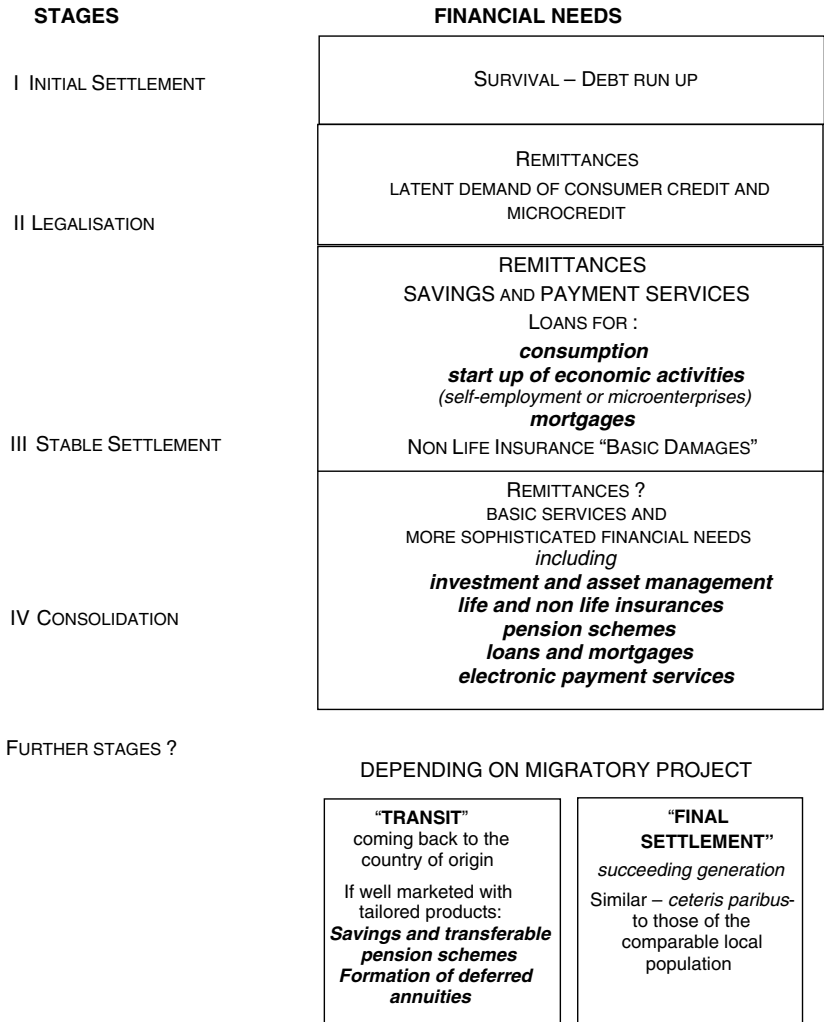 STAGES FINANCIAL NEEDS
I INITIAL SETTLEMENT
SURVIVAL – DEBT RUN UP
II LEGALISATION
REMITTANCES
LATENT DEMAND OF CONSUMER CREDIT AND
MICROCREDIT
III STABLE SETTLEMENT
REMITTANCES
SAVINGS AND PAYMENT SERVICES
LOANS FOR :
consumption
start up of economic activities
(self-employment or microenterprises)
mortgages
NON LIFE INSURANCE “BASIC DAMAGES”
IV CONSOLIDATION
REMITTANCES ?
BASIC SERVICES AND
MORE SOPHISTICATED FINANCIAL NEEDS
including
investment and asset management
life and non life insurances
pension schemes
loans and mortgages
electronic payment services
FURTHER STAGES ?
DEPENDING ON MIGRATORY PROJECT
“TRANSIT”
coming back to the
country of origin
If well marketed with
tailored products:
Savings and transferable
pension schemes
Formation of deferred
annuities
“FINAL
SETTLEMENT”
succeeding generation
Similar – ceteris paribus-
to those of the
comparable local
population